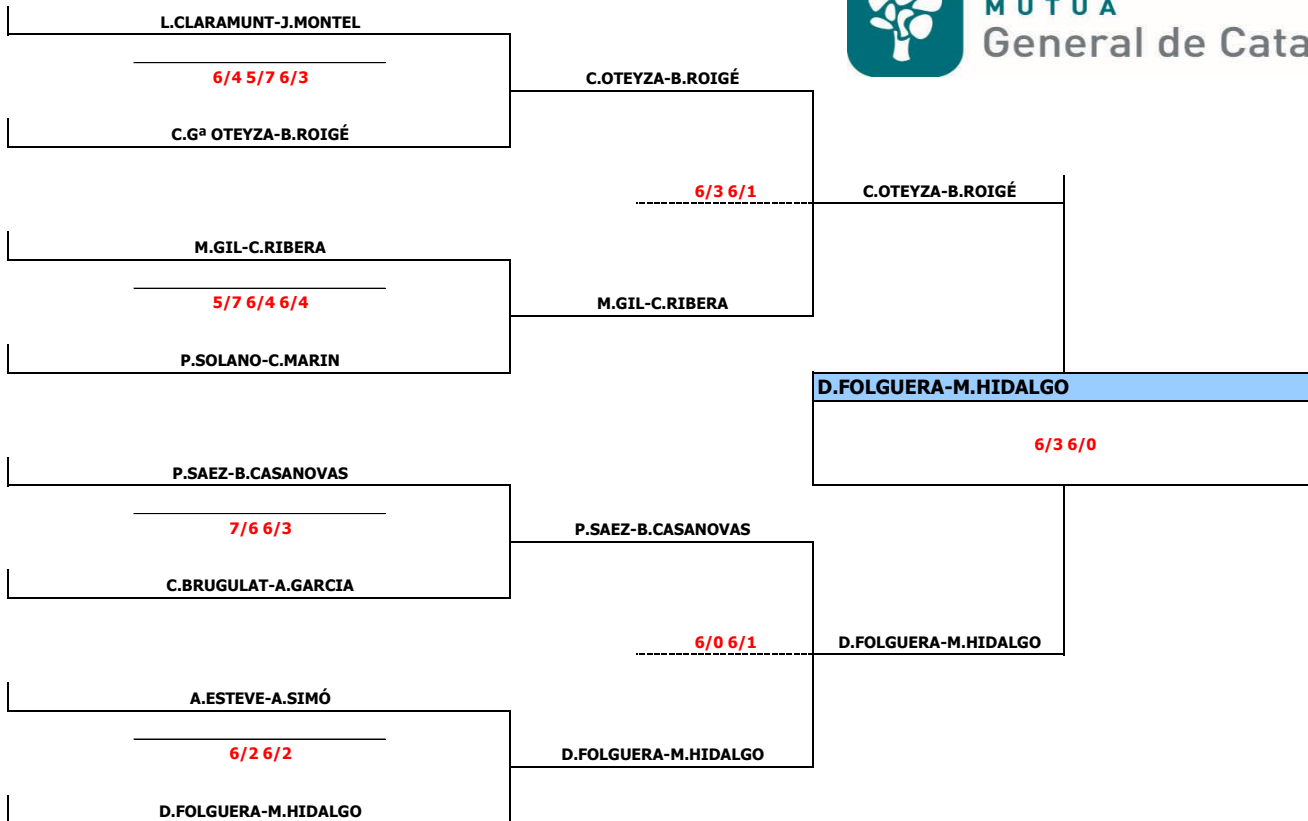 MUTUA
General de Cata
L.CLARAMUNT-J.MONTEL
6/4 5/7 6/3
C.OTEYZA-B.ROIGÉ
C.Gª OTEYZA-B.ROIGÉ
6/3 6/1
C.OTEYZA-B.ROIGÉ
M.GIL-C.RIBERA
5/7 6/4 6/4
M.GIL-C.RIBERA
P.SOLANO-C.MARIN
D.FOLGUERA-M.HIDALGO
6/3 6/0
P.SAEZ-B.CASANOVAS
7/6 6/3
P.SAEZ-B.CASANOVAS
C.BRUGULAT-A.GARCIA
6/0 6/1
D.FOLGUERA-M.HIDALGO
A.ESTEVE-A.SIMÓ
6/2 6/2
D.FOLGUERA-M.HIDALGO
D.FOLGUERA-M.HIDALGO